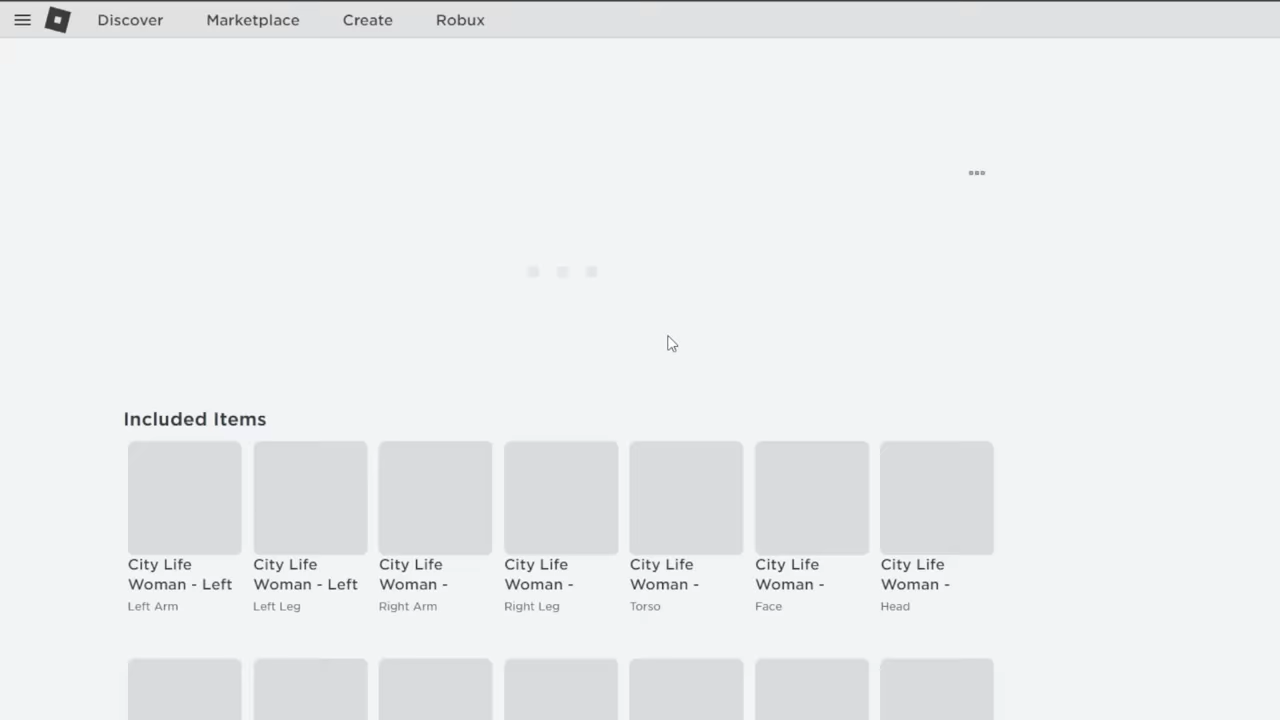 Discover Marketplace Create Robux
Included Items
City Life City Life City Life City Life City Life City Life City Life
Woman - Left Woman - Left Woman - Woman - Woman - Woman - Woman -
Left Arm Left Leg Right Arm Right Leg Torso Face Head